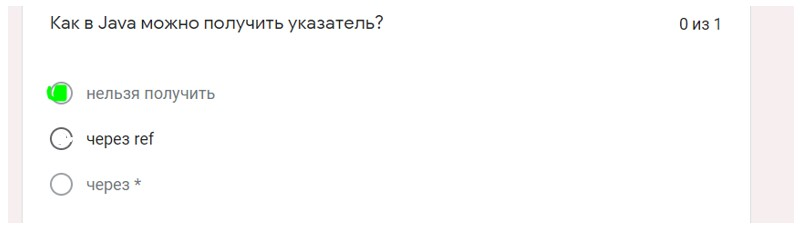 Как в Java можно получить указатель?
0 из 1
нельзя получить
через ref
через *